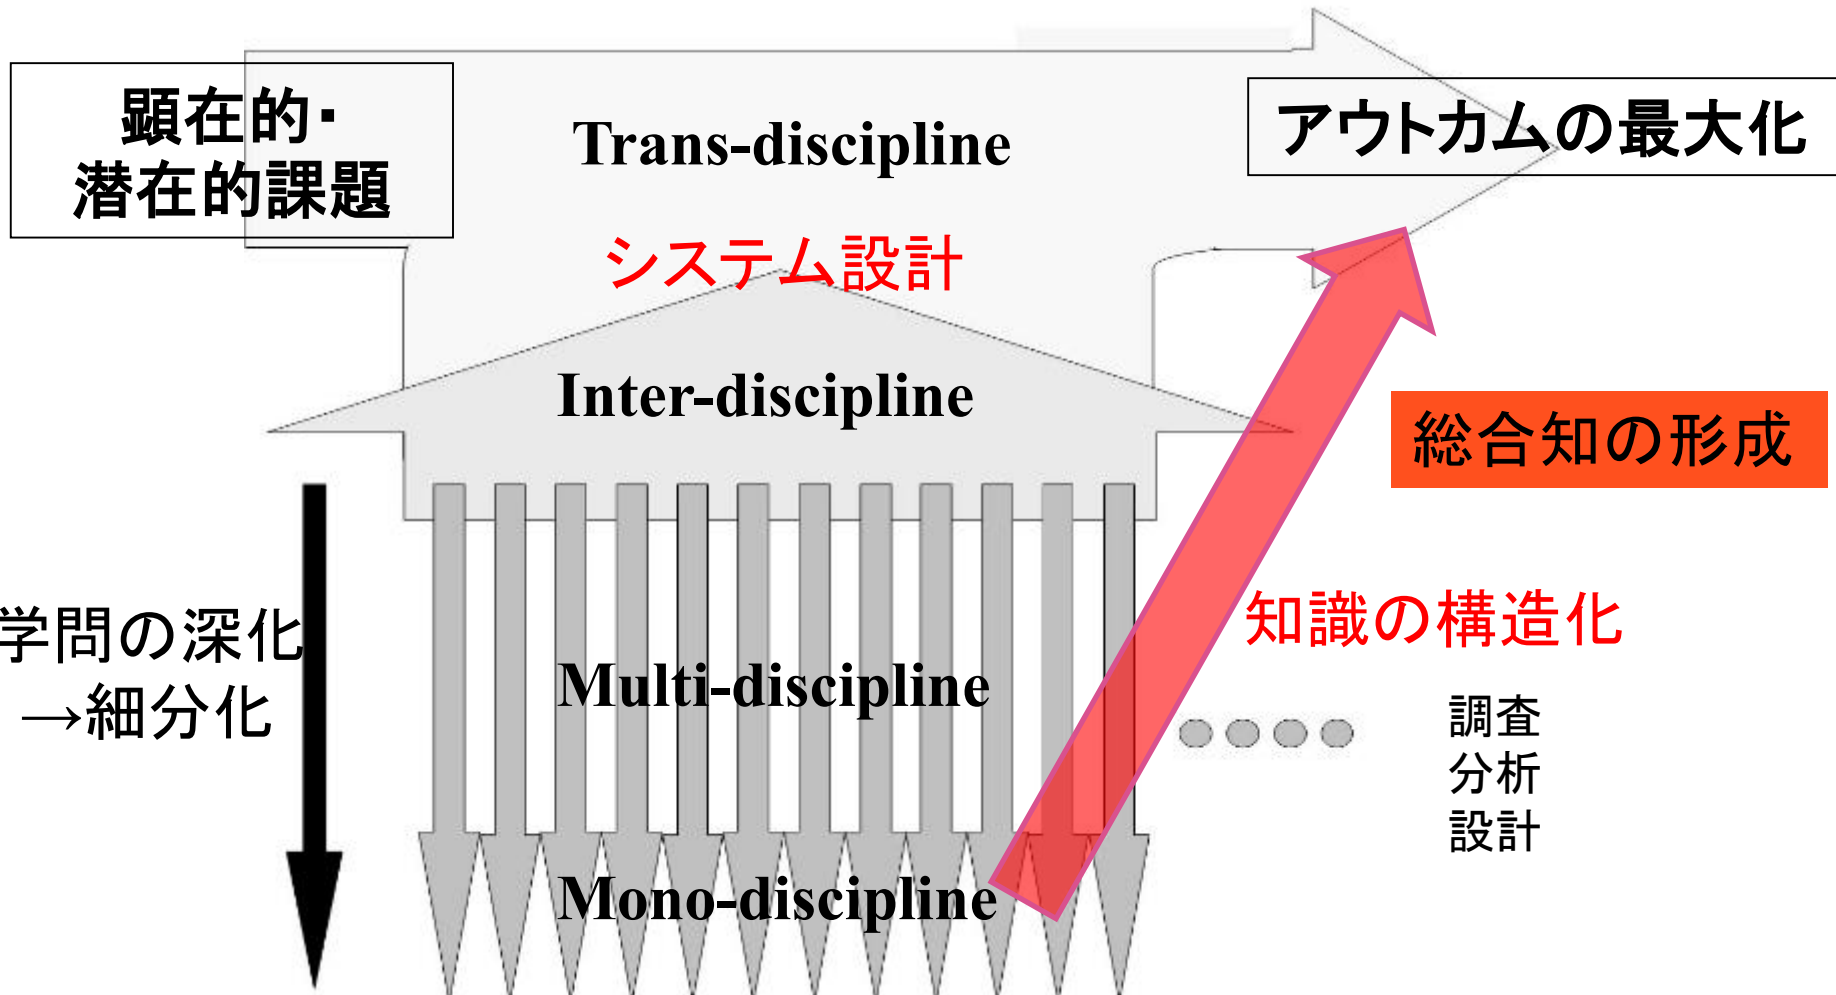 顕在的・
潜在的課題
Trans-discipline
アウトカムの最大化
システム設計
Inter-discipline
総合知の形成
学問の深化
→細分化
知識の構造化
Multi-discipline
調査
分析
設計
Mono-discipline